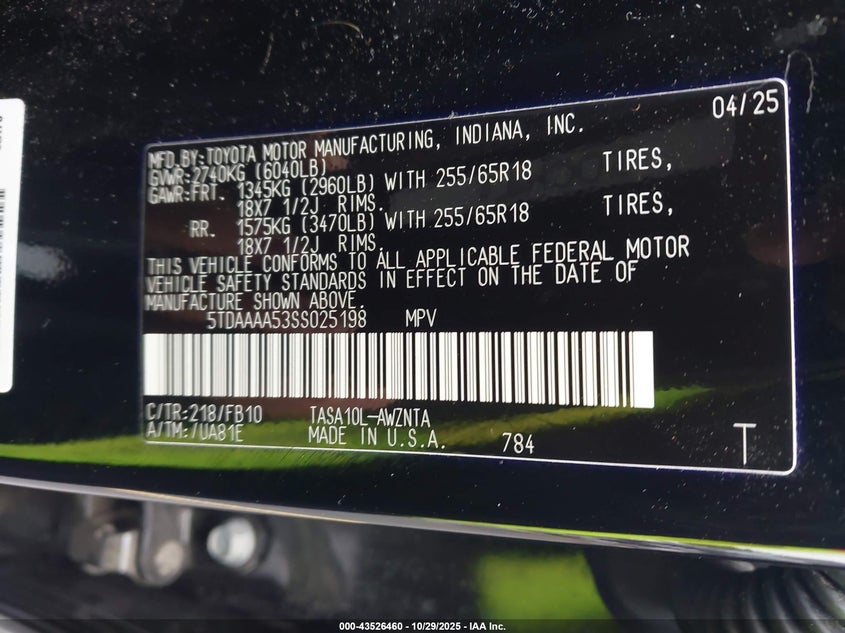 04/25
MFD.BY:TOYOTA MOTOR MANUFACTURING, INDIANA, INC.
GVWR:2740KG (6040LB)
GAWR:FRT. 1345KG (2960LB) WITH 255/65R18 TIRES,
18X7 1/2J RIMS.
RR. 1575KG (3470LB) WITH 255/65R18 TIRES,
18X7 1/2J RIMS.
THIS VEHICLE CONFORMS TO ALL APPLICABLE FEDERAL MOTOR
VEHICLE SAFETY STANDARDS IN EFFECT ON THE DATE OF
MANUFACTURE SHOWN ABOVE.
5TDAAAA53SS025198 MPV
C/TR:218/FB10 TASA10L-AWZNTA
A/TM:/UA81E MADE IN U.S.A. 784 T
000-43526460 - 10/29/2025 - IAA Inc.